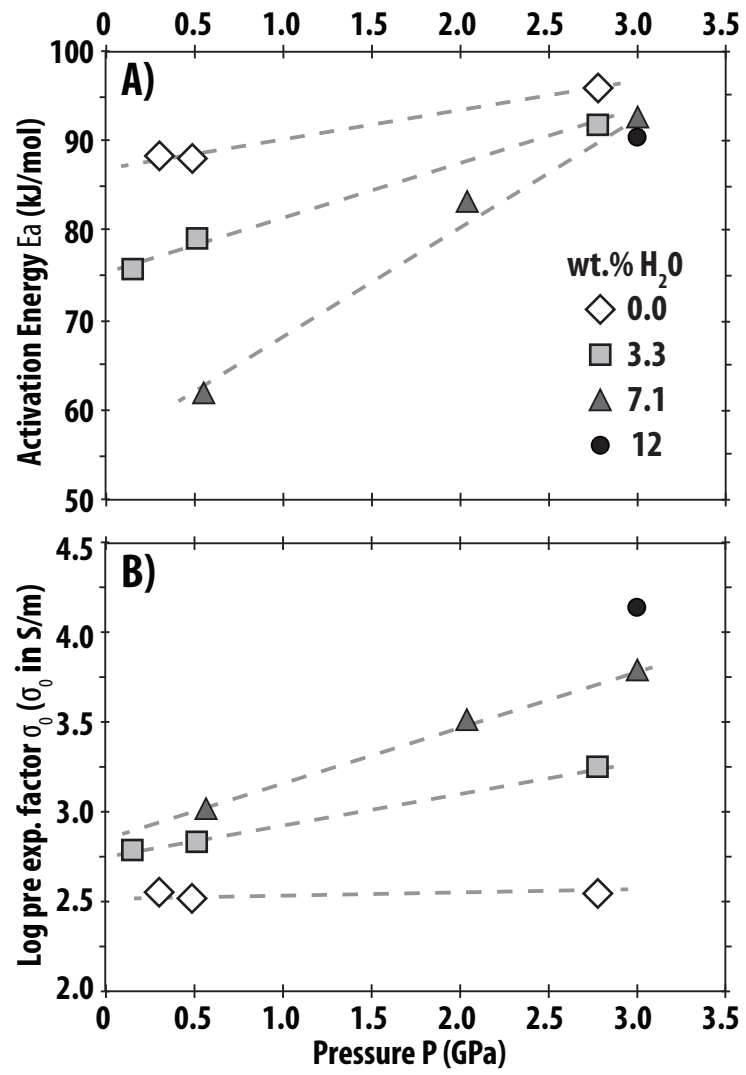 0 0.5 1.0 1.5 2.0 2.5 3.0 3.5
A)
100
90
80
70
60
50
Activation Energy Ea (kJ/mol)
wt.% H₂0
0.0
3.3
7.1
12
B)
4.5
4.0
3.5
3.0
2.5
2.0
Log pre exp. factor σ₀ (σ₀ in S/m)
0 0.5 1.0 1.5 2.0 2.5 3.0 3.5
Pressure P (GPa)